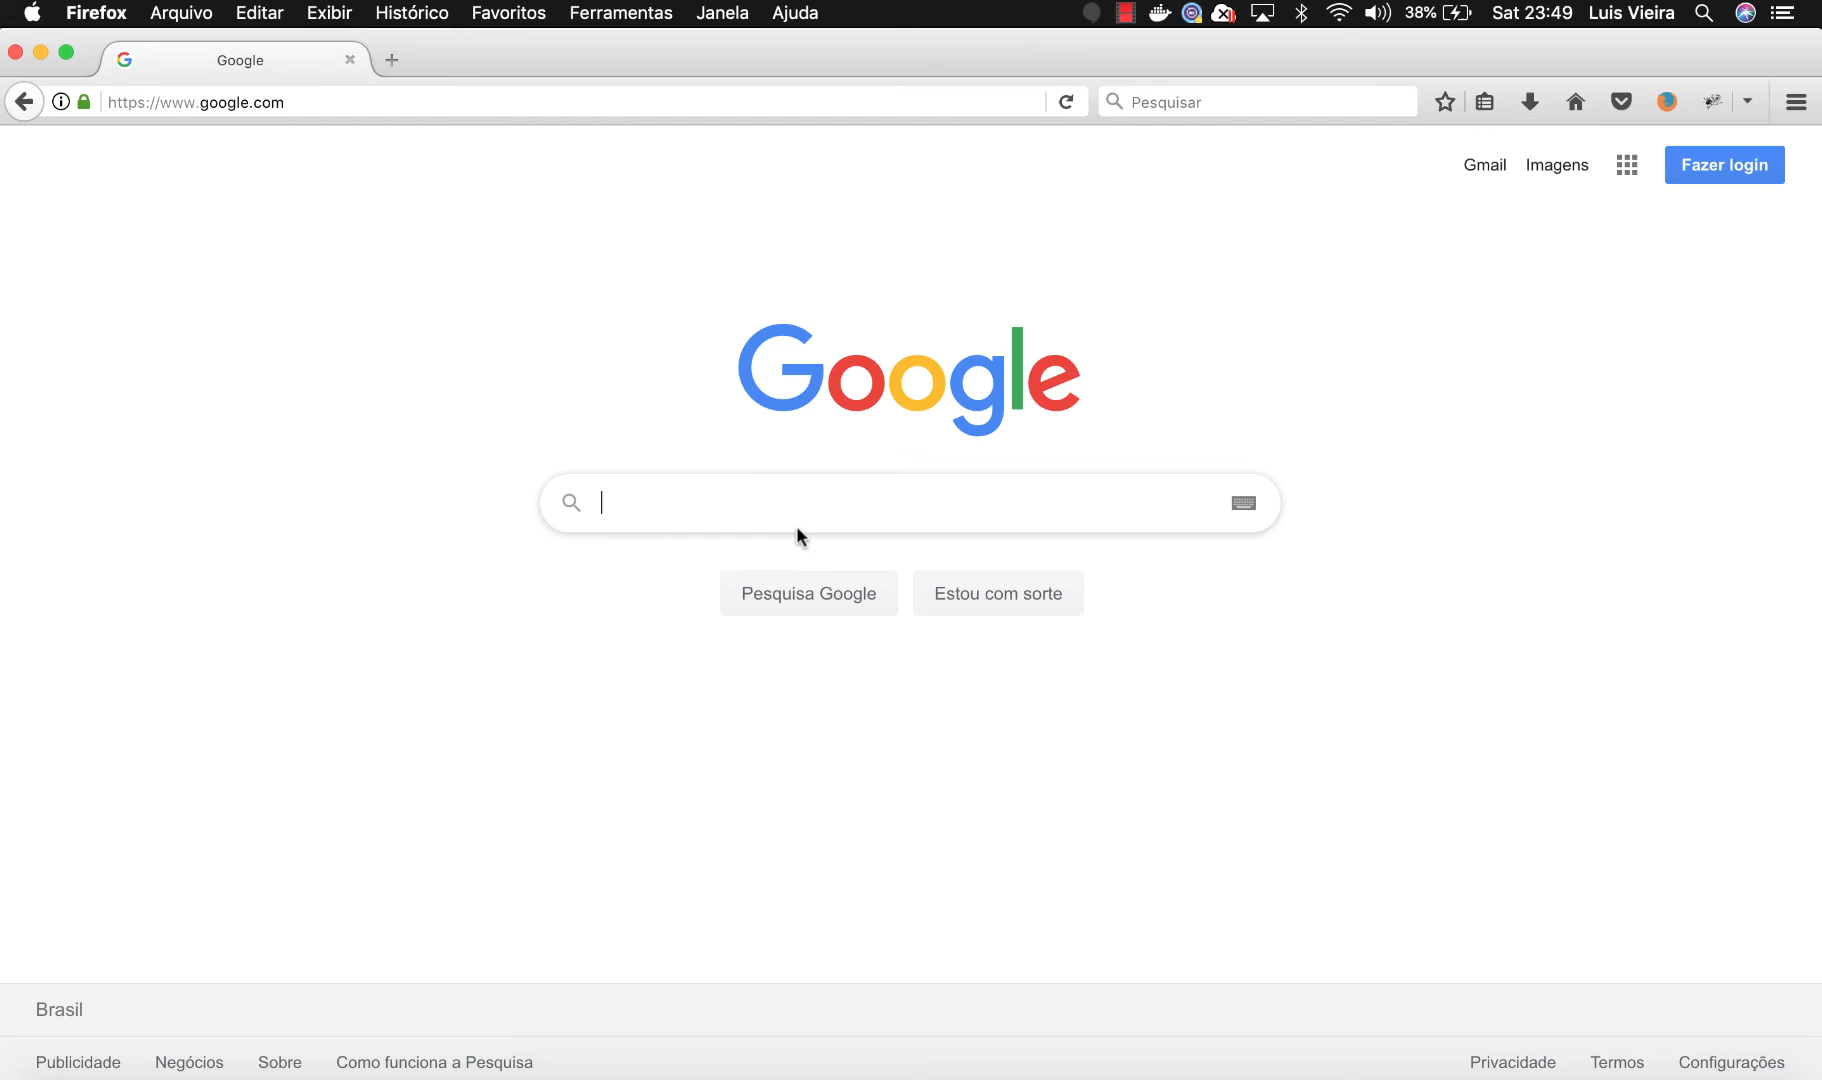 Firefox Arquivo Editar Exibir Histórico Favoritos Ferramentas Janela Ajuda 38% Sat 23:49 Luis Vieira
Google
https://www.google.com Pesquisar
Gmail Imagens Fazer login
Google
Pesquisa Google Estou com sorte
Brasil
Publicidade Negócios Sobre Como funciona a Pesquisa Privacidade Termos Configurações